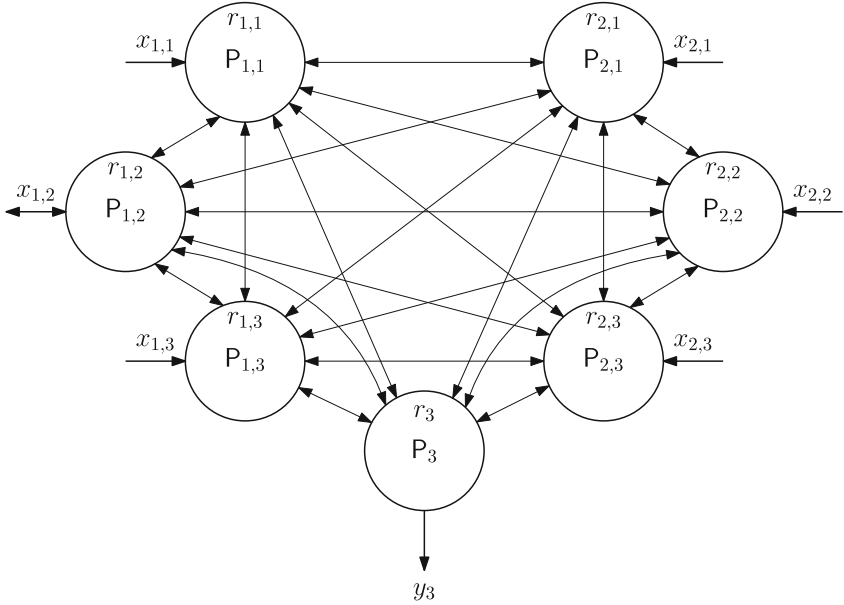 r1,1
r2,1
x1,1
P1,1
P2,1
x2,1
r1,2
r2,2
x1,2
P1,2
P2,2
x2,2
r1,3
r2,3
x1,3
P1,3
P2,3
x2,3
r3
P3
y3